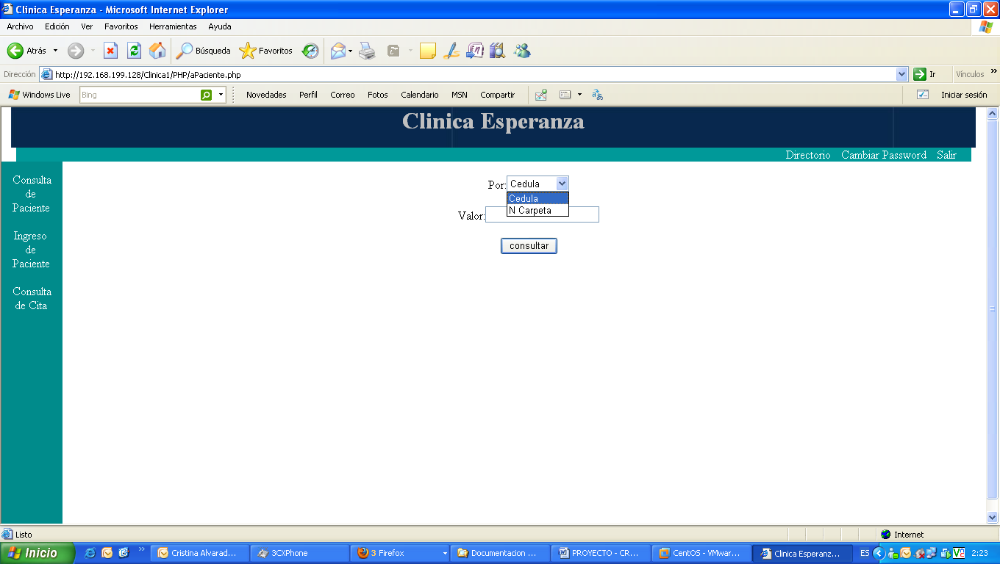 Clinica Esperanza - Microsoft Internet Explorer
Archivo Edición Ver Favoritos Herramientas Ayuda
Atrás Búsqueda Favoritos
Dirección http://192.168.199.128/Clinica1/PHP/aPaciente.php Ir Vínculos »
Windows Live Bing Novedades Perfil Correo Fotos Calendario MSN Compartir Iniciar sesión
Clinica Esperanza
Directorio Cambiar Password Salir
Consulta
de
Paciente
Ingreso
de
Paciente
Consulta
de Cita
Por: Cedula
Cedula
N Carpeta
Valor:
consultar
Listo Internet
Inicio » Cristina Alvarad... 3CXPhone 3 Firefox Documentacion ... PROYECTO - CR... CentOS - VMwar... Clinica Esperanz... ES 2:23